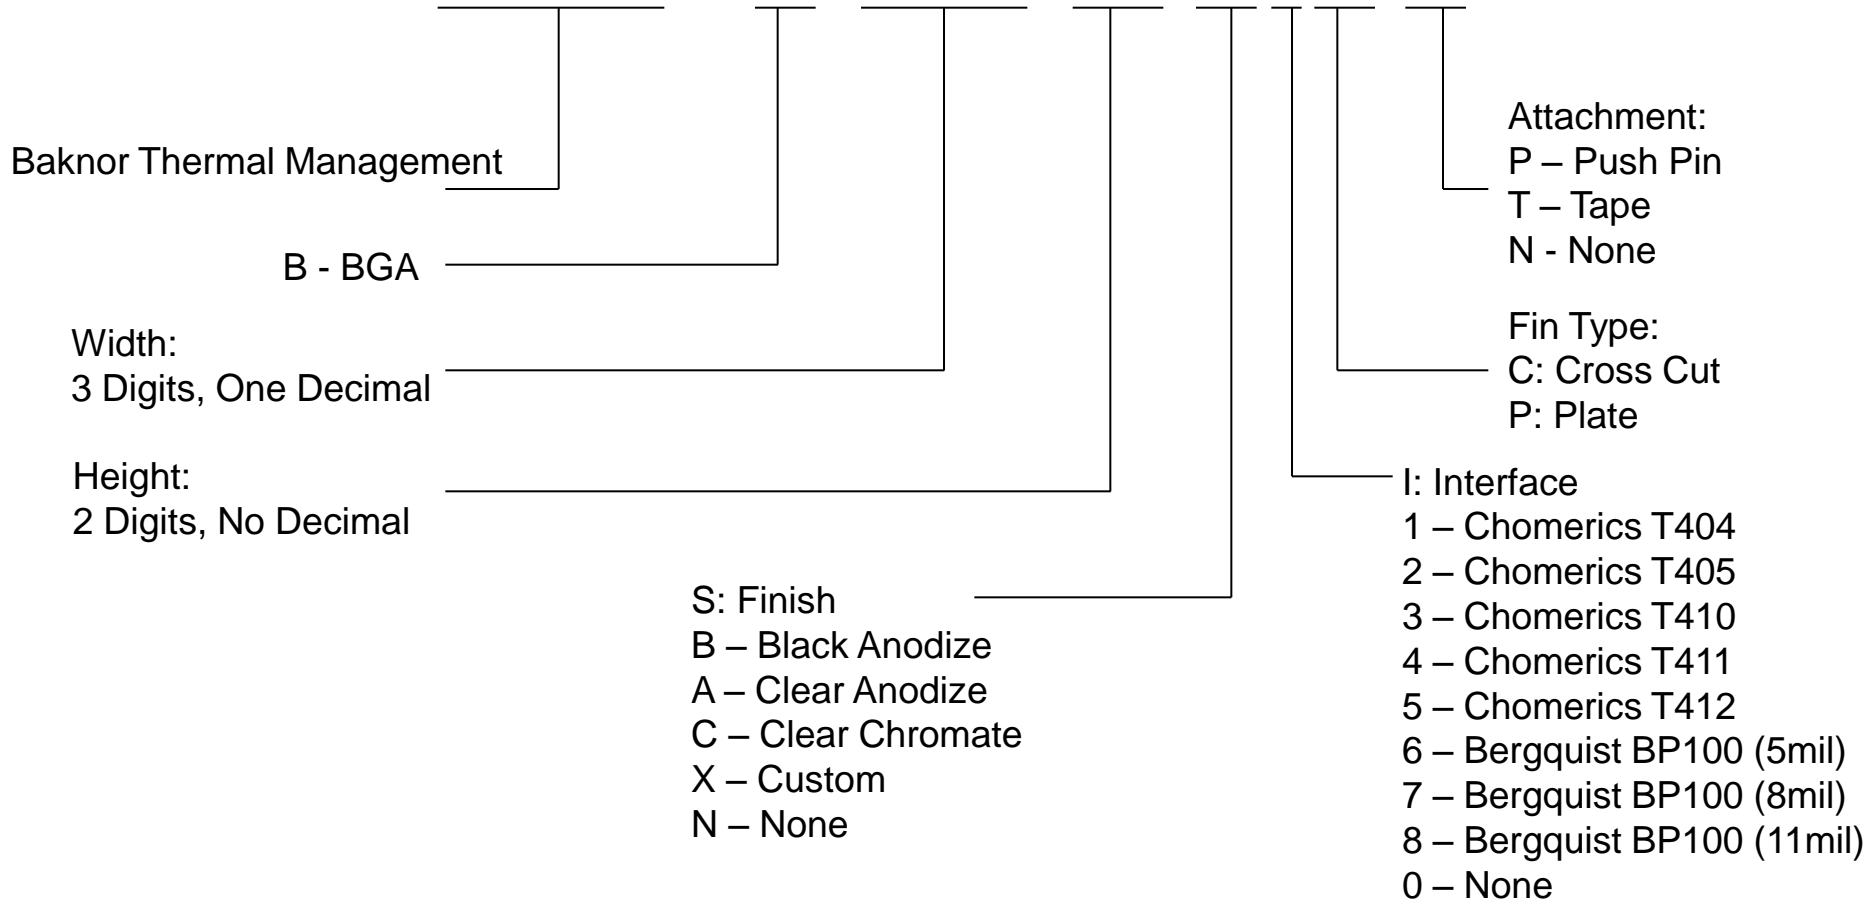 Baknor Thermal Management
B - BGA
Width:
3 Digits, One Decimal
Height:
2 Digits, No Decimal
S: Finish
B – Black Anodize
A – Clear Anodize
C – Clear Chromate
X – Custom
N – None
Attachment:
P – Push Pin
T – Tape
N - None
Fin Type:
C: Cross Cut
P: Plate
I: Interface
1 – Chomerics T404
2 – Chomerics T405
3 – Chomerics T410
4 – Chomerics T411
5 – Chomerics T412
6 – Bergquist BP100 (5mil)
7 – Bergquist BP100 (8mil)
8 – Bergquist BP100 (11mil)
0 – None